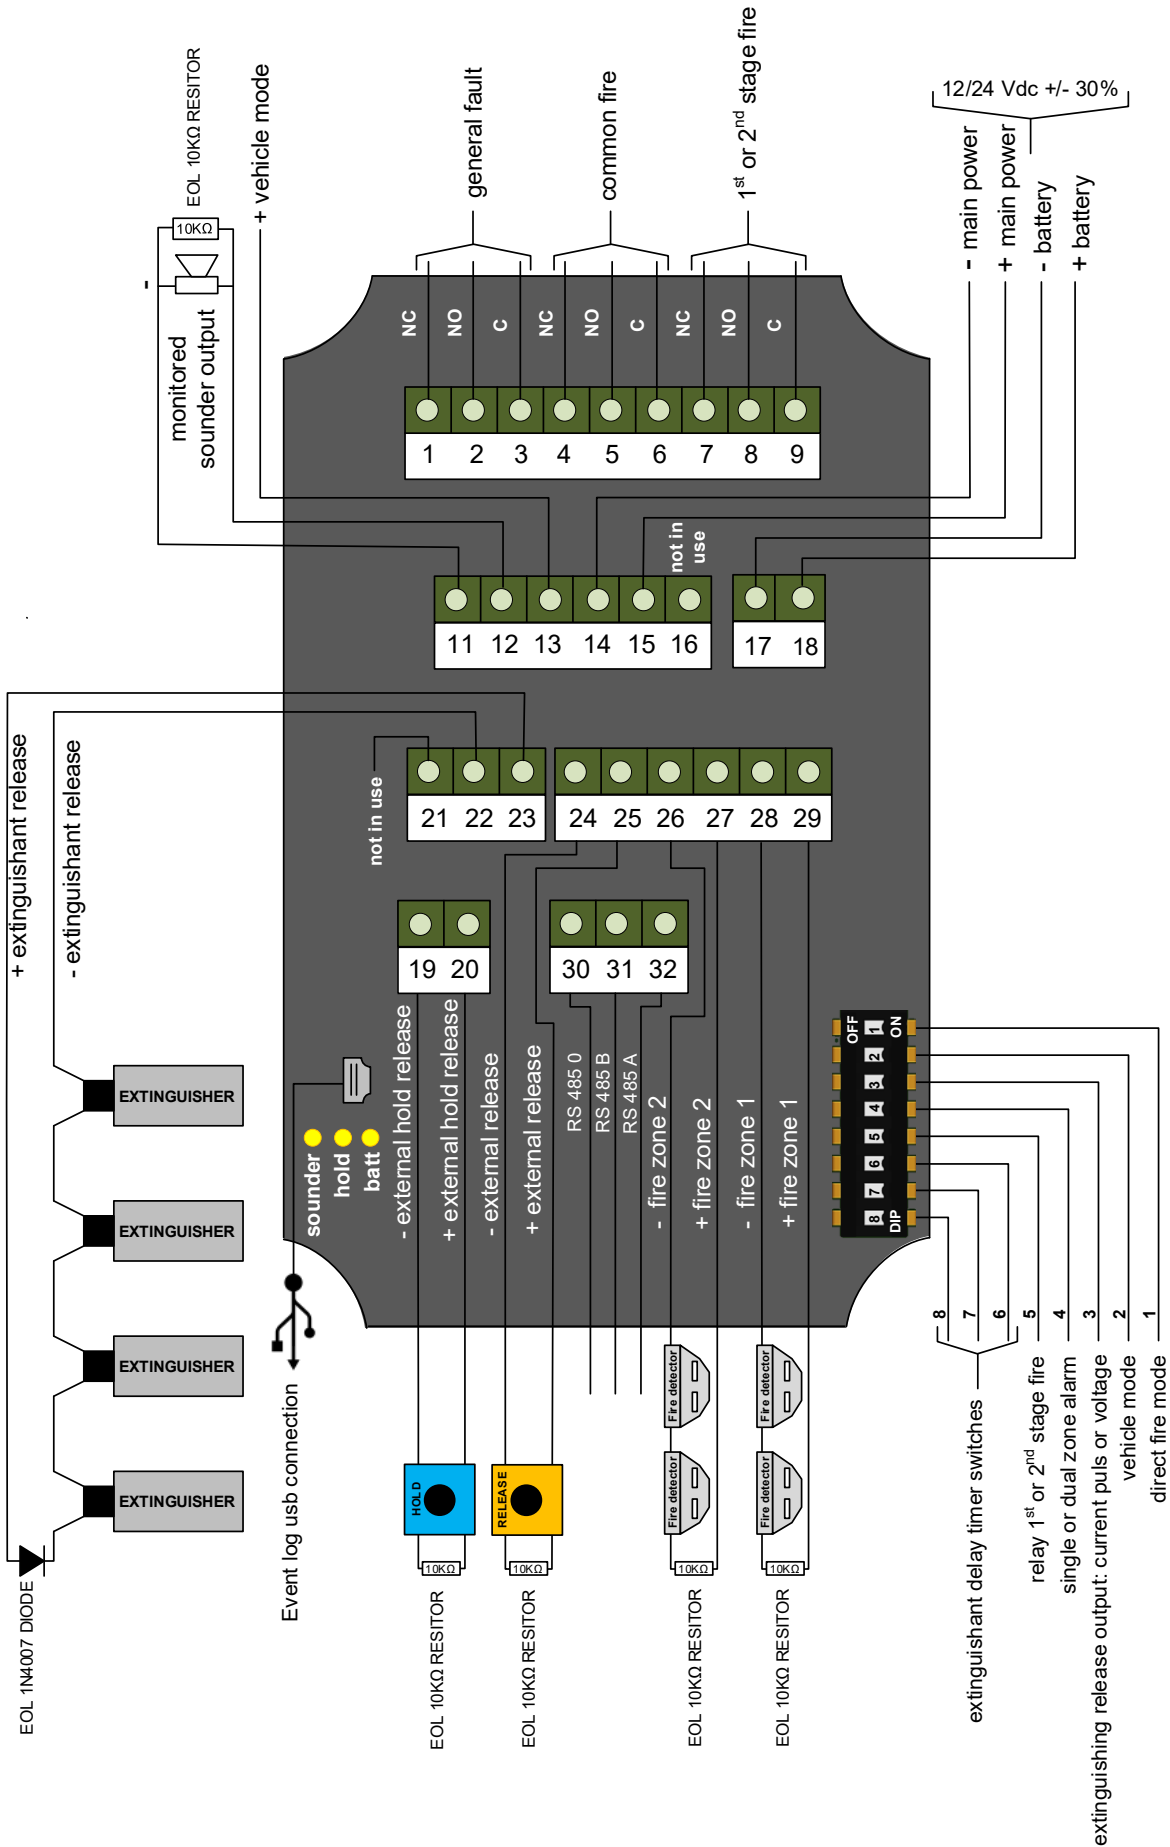 EOL 10KΩ RESITOR
10KΩ
+ vehicle mode
-
monitored
sounder output
general fault
common fire
1st or 2nd stage fire
12/24 Vdc +/- 30%
- main power
+ main power
- battery
+ battery
NC
NO
C
NC
NO
C
NC
NO
C
1 2 3 4 5 6 7 8 9
not in
use
11 12 13 14 15 16
17 18
+ extinguishant release
- extinguishant release
not in use
21 22 23
24 25 26 27 28 29
19 20
30 31 32
- external hold release
+ external hold release
- external release
+ external release
RS 485 0
RS 485 B
RS 485 A
- fire zone 2
+ fire zone 2
- fire zone 1
+ fire zone 1
OFF
ON
1
2
3
4
5
6
7
8
DIP
EXTINGUISHER
EXTINGUISHER
EXTINGUISHER
EXTINGUISHER
sounder
hold
batt
Event log usb connection
EOL 1N4007 DIODE
HOLD
RELEASE
Fire detector
Fire detector
Fire detector
Fire detector
10KΩ
10KΩ
10KΩ
10KΩ
EOL 10KΩ RESITOR
EOL 10KΩ RESITOR
EOL 10KΩ RESITOR
EOL 10KΩ RESITOR
8
7
6
5
4
3
2
1
extinguishant delay timer switches
relay 1st or 2nd stage fire
single or dual zone alarm
extinguishing release output: current puls or voltage
vehicle mode
direct fire mode